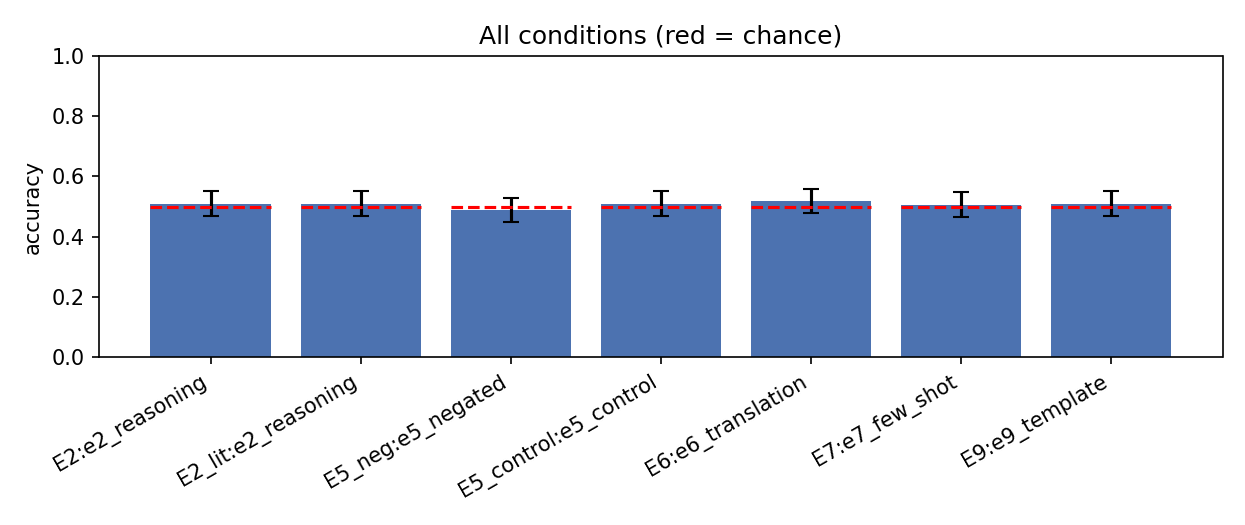 All conditions (red = chance)
1.0
0.8
0.6
0.4
0.2
0.0
accuracy
E2:e2_reasoning
E2_lit:e2_reasoning
E5_neg:e5_negated
E5_control:e5_control
E6:e6_translation
E7:e7_few_shot
E9:e9_template